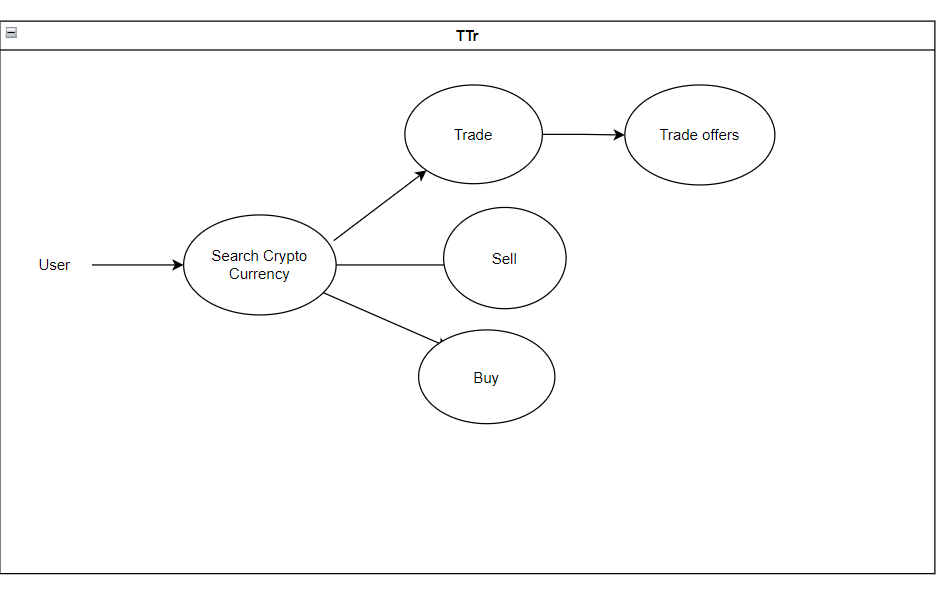 TTr
Trade
Trade offers
Sell
User
Search Crypto
Currency
Buy